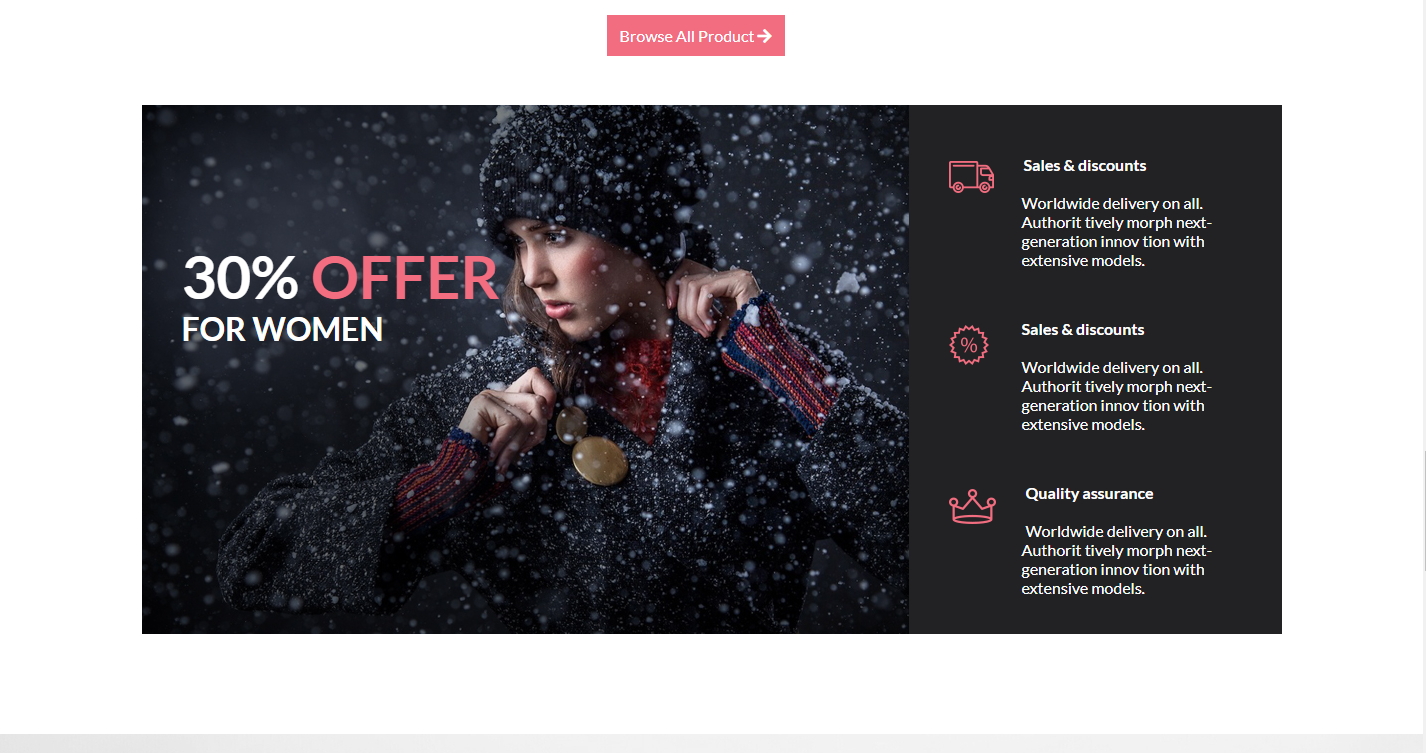 Browse All Product
30% OFFER
FOR WOMEN
Sales & discounts
Worldwide delivery on all.
Authorit tively morph next-
generation innov tion with
extensive models.
%
Sales & discounts
Worldwide delivery on all.
Authorit tively morph next-
generation innov tion with
extensive models.
Quality assurance
Worldwide delivery on all.
Authorit tively morph next-
generation innov tion with
extensive models.